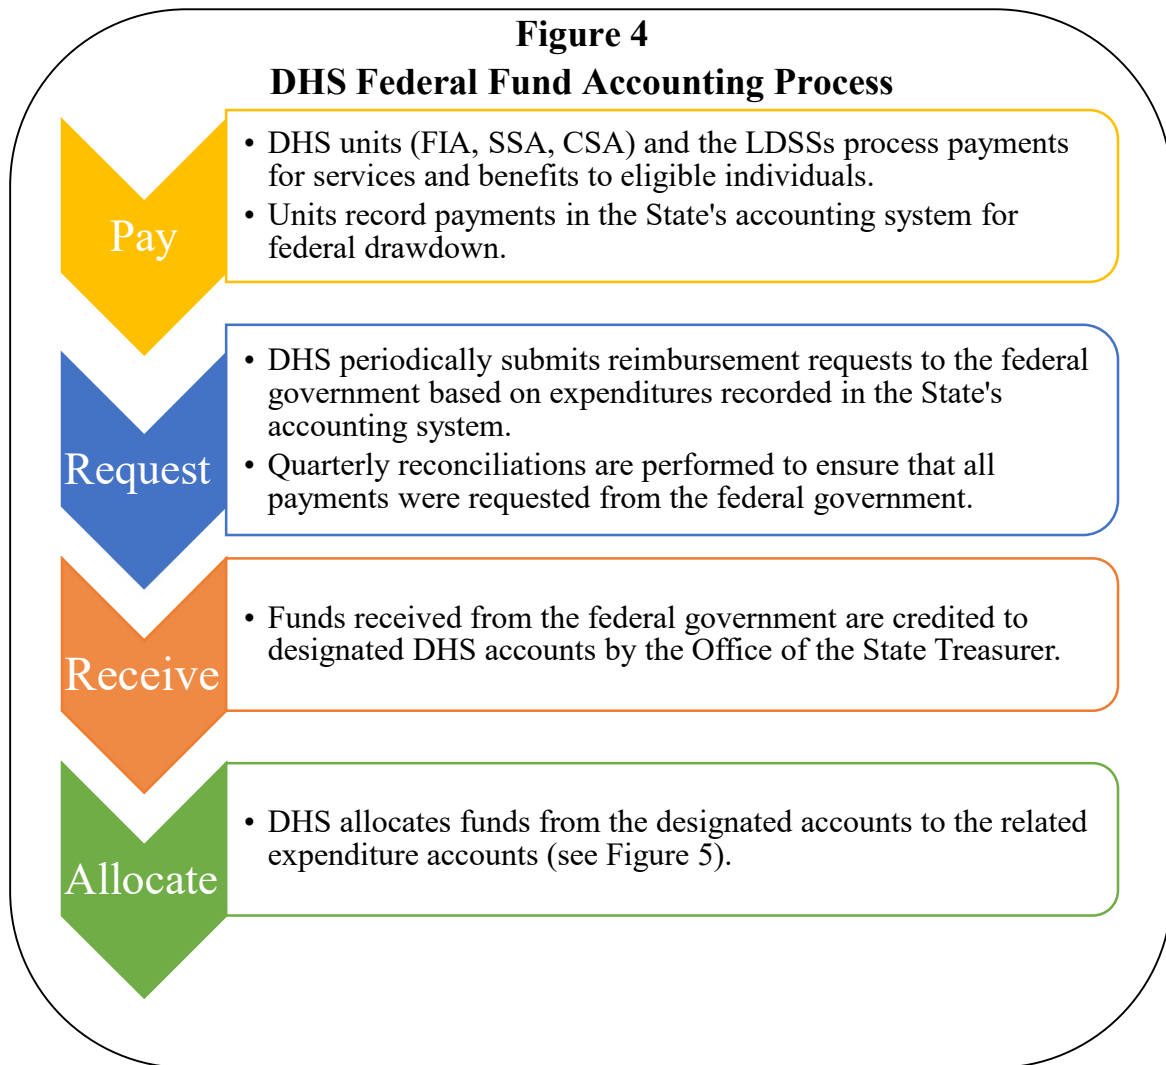 Figure 4
DHS Federal Fund Accounting Process
Pay
• DHS units (FIA, SSA, CSA) and the LDSSs process payments
for services and benefits to eligible individuals.
• Units record payments in the State's accounting system for
federal drawdown.
Request
• DHS periodically submits reimbursement requests to the federal
government based on expenditures recorded in the State's
accounting system.
• Quarterly reconciliations are performed to ensure that all
payments were requested from the federal government.
Receive
• Funds received from the federal government are credited to
designated DHS accounts by the Office of the State Treasurer.
Allocate
• DHS allocates funds from the designated accounts to the related
expenditure accounts (see Figure 5).